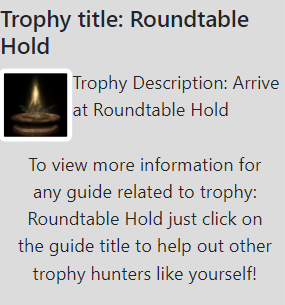 Trophy title: Roundtable
Hold
Trophy Description: Arrive
at Roundtable Hold
To view more information for
any guide related to trophy:
Roundtable Hold just click on
the guide title to help out other
trophy hunters like yourself!